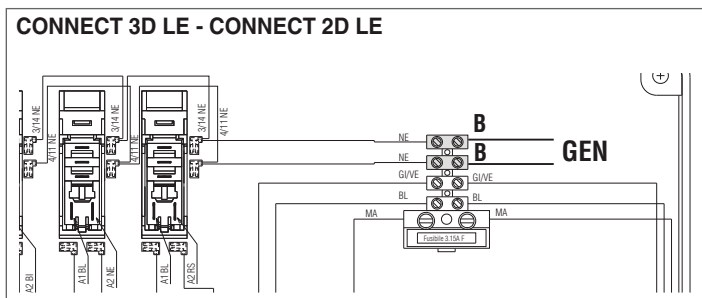 CONNECT 3D LE - CONNECT 2D LE
3/14 NE
4/11 NE
3/14 NE
4/11 NE
3/14 NE
4/11 NE
NE
B
NE
B
GEN
GI/VE
GI/VE
BL
BL
MA
MA
Fusibile 3.15A F
A2 BI
A1 BL
A2 NE
A1 BL
A2 RS